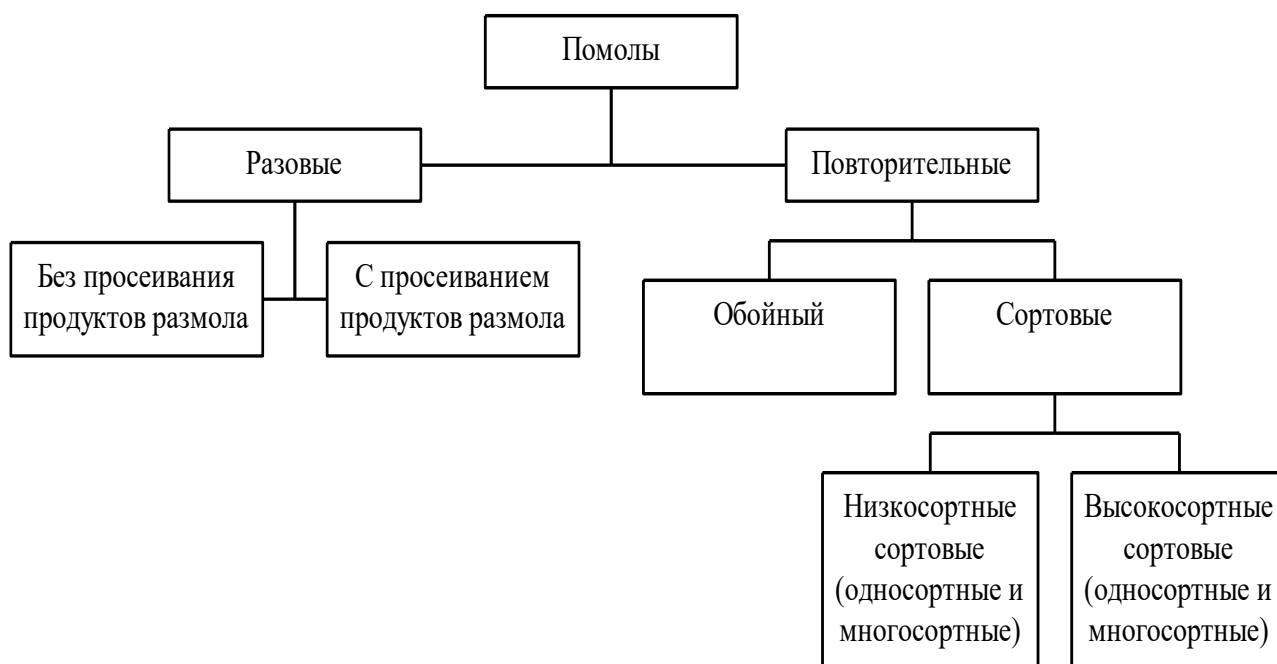 Помолы
Разовые
Повторительные
Без просеивания
продуктов размола
С просеиванием
продуктов размола
Обойный
Сортовые
Низкосортные
сортовые
(односортные и
многосортные)
Высокосортные
сортовые
(односортные и
многосортные)